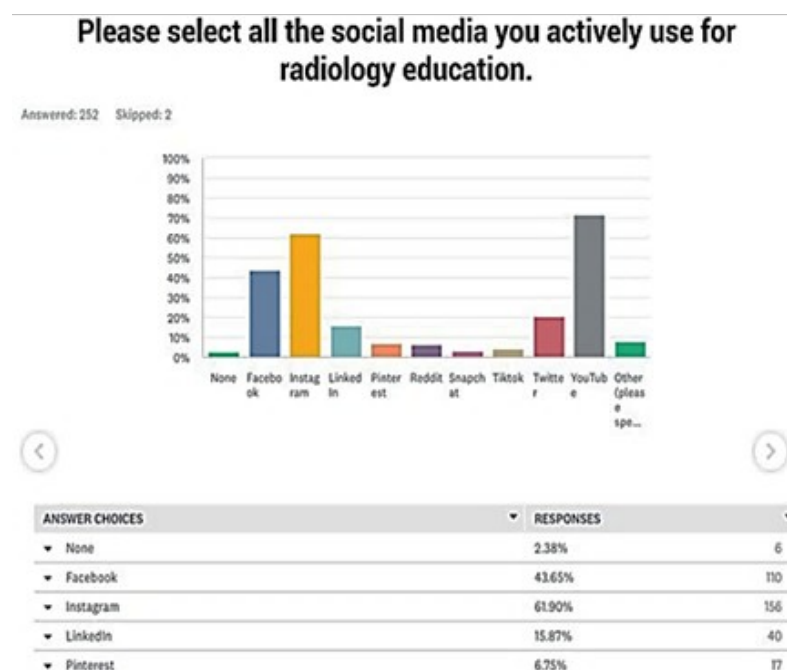 Please select all the social media you actively use for
radiology education.
Answered: 252 Skipped: 2
100%
90%
80%
70%
60%
50%
40%
30%
20%
10%
0%
None Facebo Instag Linked Pinter Reddit Snapch Tiktok Twitte YouTub Other
ok ram In est at r e (pleas
e
spe...
ANSWER CHOICES RESPONSES
None 2.38% 6
Facebook 43.65% 110
Instagram 61.90% 156
LinkedIn 15.87% 40
Pinterest 6.75% 17